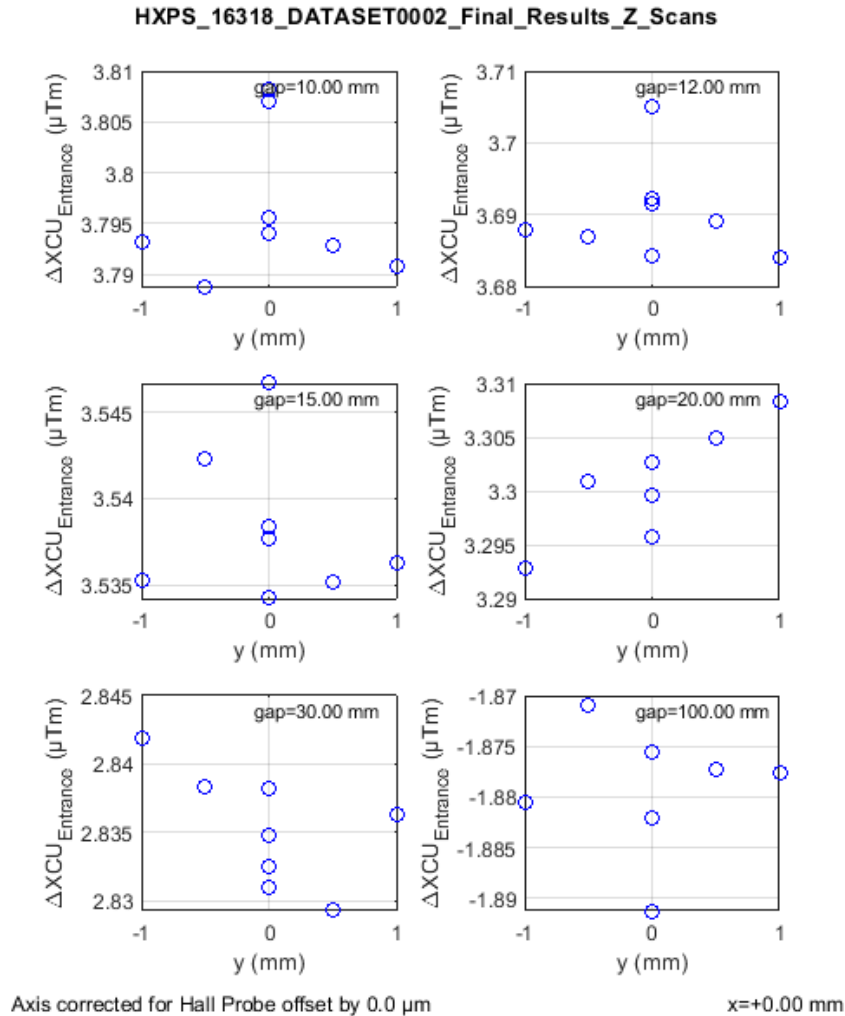 HXPS_16318_DATASET0002_Final_Results_Z_Scans
3.81
3.805
3.8
3.795
3.79
ΔXCU_Entrance (µTm)
gap=10.00 mm
-1 0 1
y (mm)
3.71
3.7
3.69
3.68
ΔXCU_Entrance (µTm)
gap=12.00 mm
-1 0 1
y (mm)
3.545
3.54
3.535
ΔXCU_Entrance (µTm)
gap=15.00 mm
-1 0 1
y (mm)
3.31
3.305
3.3
3.295
3.29
ΔXCU_Entrance (µTm)
gap=20.00 mm
-1 0 1
y (mm)
2.845
2.84
2.835
2.83
ΔXCU_Entrance (µTm)
gap=30.00 mm
-1 0 1
y (mm)
-1.87
-1.875
-1.88
-1.885
-1.89
ΔXCU_Entrance (µTm)
gap=100.00 mm
-1 0 1
y (mm)
Axis corrected for Hall Probe offset by 0.0 µm
x=+0.00 mm